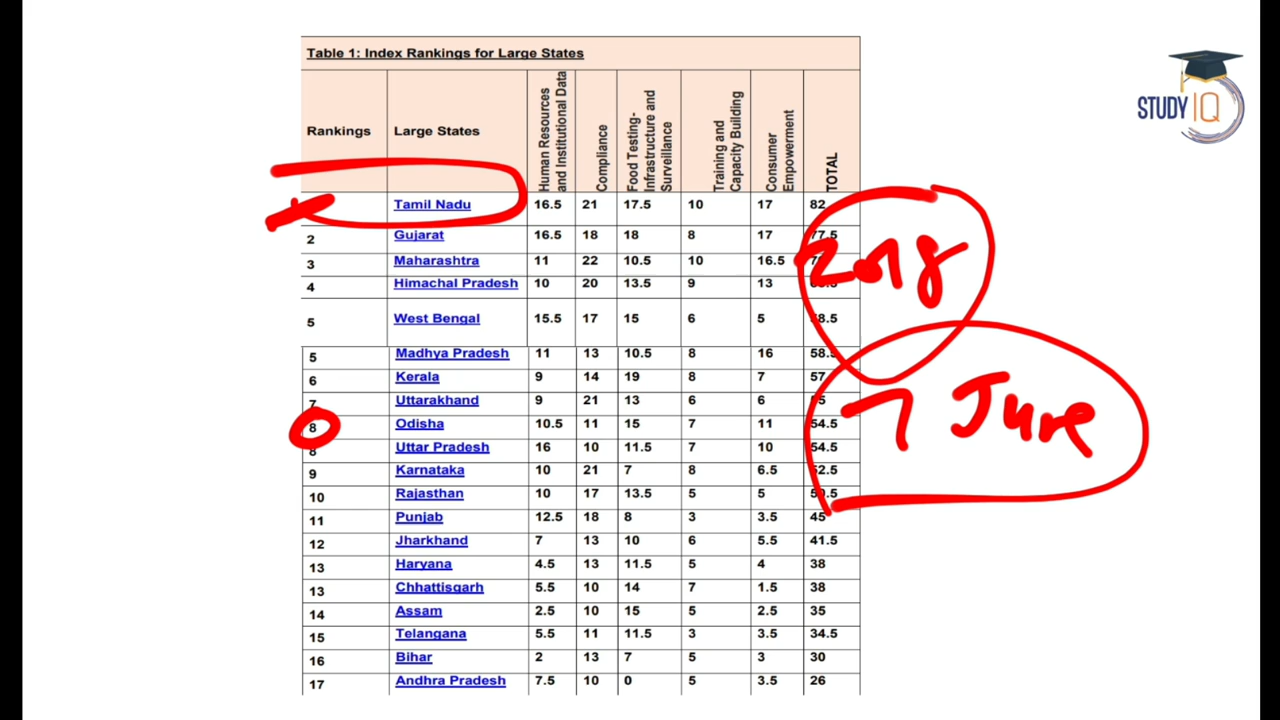 Table 1: Index Rankings for Large States
STUDY IQ
Rankings Large States Human Resources and Institutional Data Compliance Food Testing- Infrastructure and Surveillance Training and Capacity Building Consumer Empowerment TOTAL
Tamil Nadu 16.5 21 17.5 10 17 82
2 Gujarat 16.5 18 18 8 17 77.5
3 Maharashtra 11 22 10.5 10 16.5
4 Himachal Pradesh 10 20 13.5 9 13
2018
5 West Bengal 15.5 17 15 6 5 58.5
5 Madhya Pradesh 11 13 10.5 8 16 58.5
6 Kerala 9 14 19 8 7 57
7 Uttarakhand 9 21 13 6 6 55
7 June
8 Odisha 10.5 11 15 7 11 54.5
8 Uttar Pradesh 16 10 11.5 7 10 54.5
9 Karnataka 10 21 7 8 6.5 52.5
10 Rajasthan 10 17 13.5 5 5 50.5
11 Punjab 12.5 18 8 3 3.5 45
12 Jharkhand 7 13 10 6 5.5 41.5
13 Haryana 4.5 13 11.5 5 4 38
13 Chhattisgarh 5.5 10 14 7 1.5 38
14 Assam 2.5 10 15 5 2.5 35
15 Telangana 5.5 11 11.5 3 3.5 34.5
16 Bihar 2 13 7 5 3 30
17 Andhra Pradesh 7.5 10 0 5 3.5 26